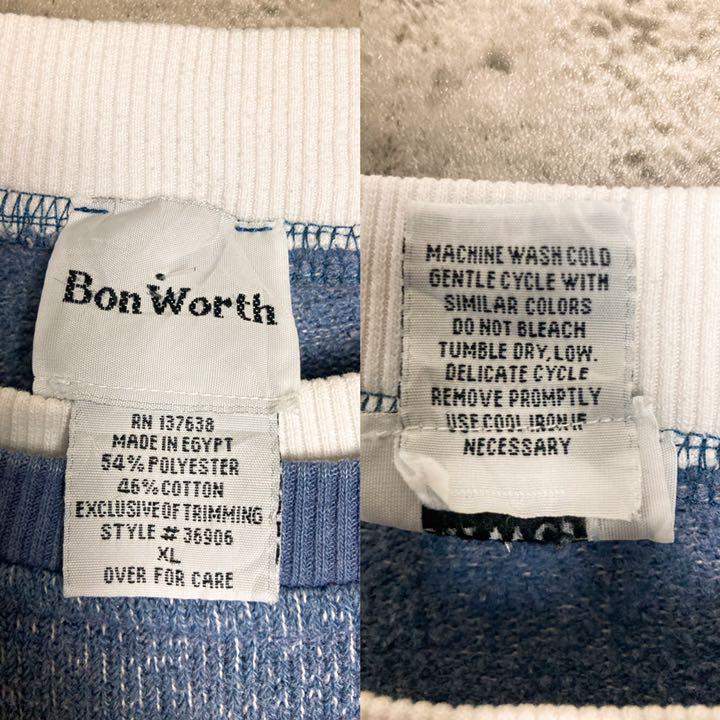 Bon Worth
RN 137638
MADE IN EGYPT
54% POLYESTER
46% COTTON
EXCLUSIVE OF TRIMMING
STYLE # 36906
XL
OVER FOR CARE
MACHINE WASH COLD
GENTLE CYCLE WITH
SIMILAR COLORS
DO NOT BLEACH
TUMBLE DRY, LOW.
DELICATE CYCLE
REMOVE PROMPTLY
USE COOL IRON IF
NECESSARY